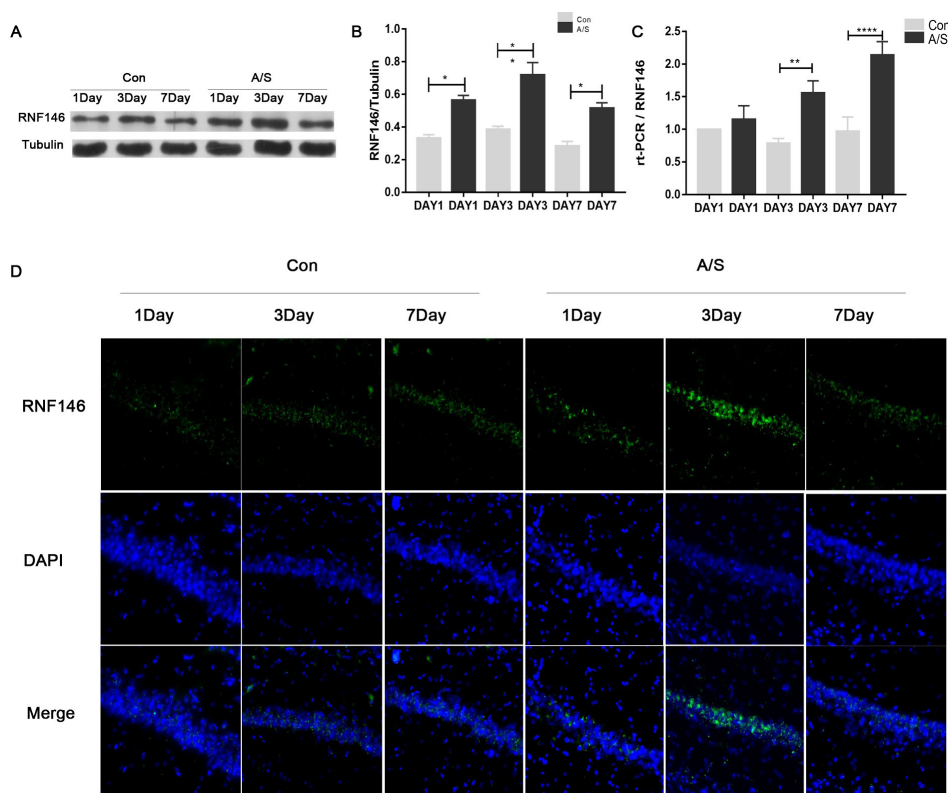 A
Con A/S
1Day 3Day 7Day 1Day 3Day 7Day
RNF146
Tubulin
B
Con
A/S
RNF146/Tubulin
1.0
0.8
0.6
0.4
0.2
0.0
*
*
*
*
DAY1 DAY1 DAY3 DAY3 DAY7 DAY7
C
Con
A/S
rt-PCR / RNF146
2.5
2.0
1.5
1.0
0.5
0.0
**
****
DAY1 DAY1 DAY3 DAY3 DAY7 DAY7
D
Con A/S
1Day 3Day 7Day 1Day 3Day 7Day
RNF146
DAPI
Merge